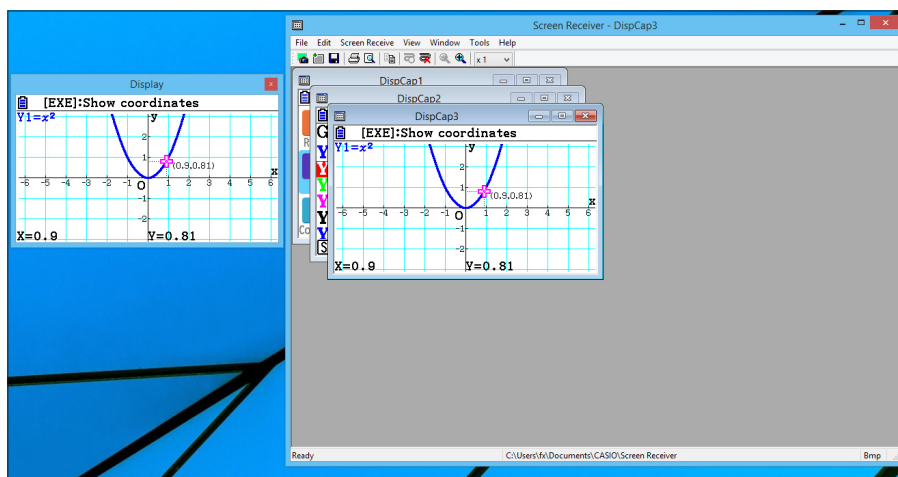 Display
[EXE]:Show coordinates
Y1=x²
y
2
1
(0.9,0.81)
x
-6 -5 -4 -3 -2 -1 O 1 2 3 4 5 6
-1
-2
X=0.9 Y=0.81
Screen Receiver - DispCap3
File Edit Screen Receive View Window Tools Help
x 1
DispCap1
DispCap2
DispCap3
[EXE]:Show coordinates
Y1=x²
y
2
1
(0.9,0.81)
x
-6 -5 -4 -3 -2 -1 O 1 2 3 4 5 6
-1
-2
X=0.9 Y=0.81
G
R
Y
Y
Y
Y
Y
Y
Co
[S
Ready C:\Users\fx\Documents\CASIO\Screen Receiver Bmp